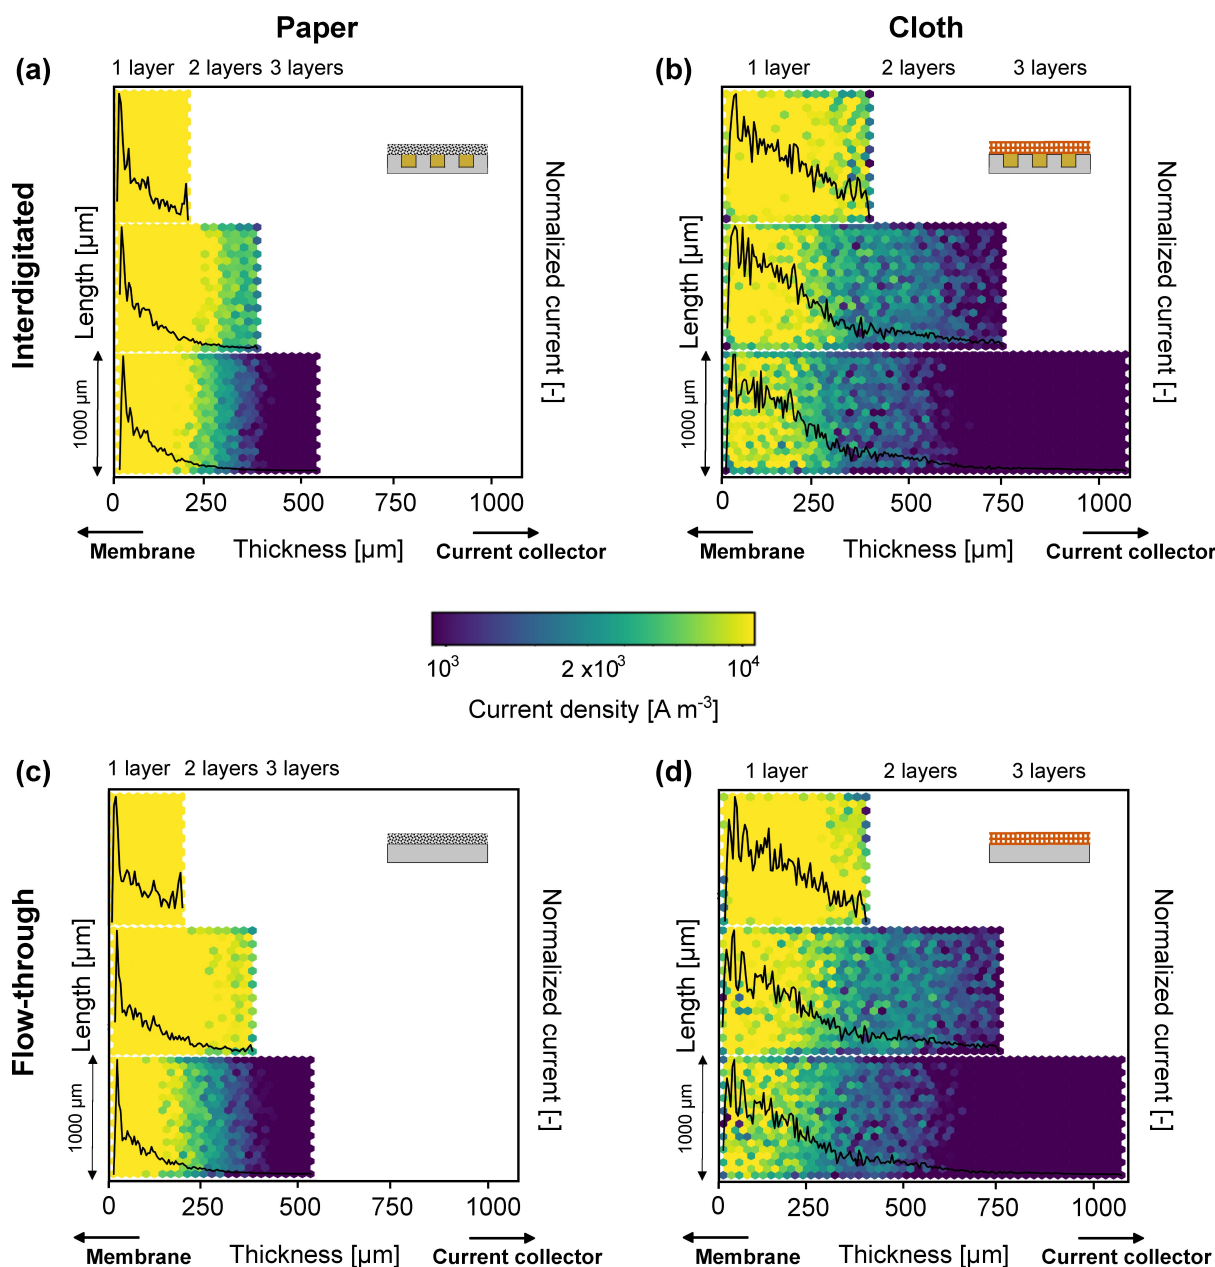 Paper
Cloth
(a)
1 layer 2 layers 3 layers
(b)
1 layer 2 layers 3 layers
Interdigitated
Length [µm]
1000 µm
Normalized current [-]
Length [µm]
1000 µm
Normalized current [-]
0 250 500 750 1000
0 250 500 750 1000
Membrane Thickness [µm] Current collector
Membrane Thickness [µm] Current collector
10³ 2 x10³ 10⁴
Current density [A m⁻³]
(c)
1 layer 2 layers 3 layers
(d)
1 layer 2 layers 3 layers
Flow-through
Length [µm]
1000 µm
Normalized current [-]
Length [µm]
1000 µm
Normalized current [-]
0 250 500 750 1000
0 250 500 750 1000
Membrane Thickness [µm] Current collector
Membrane Thickness [µm] Current collector